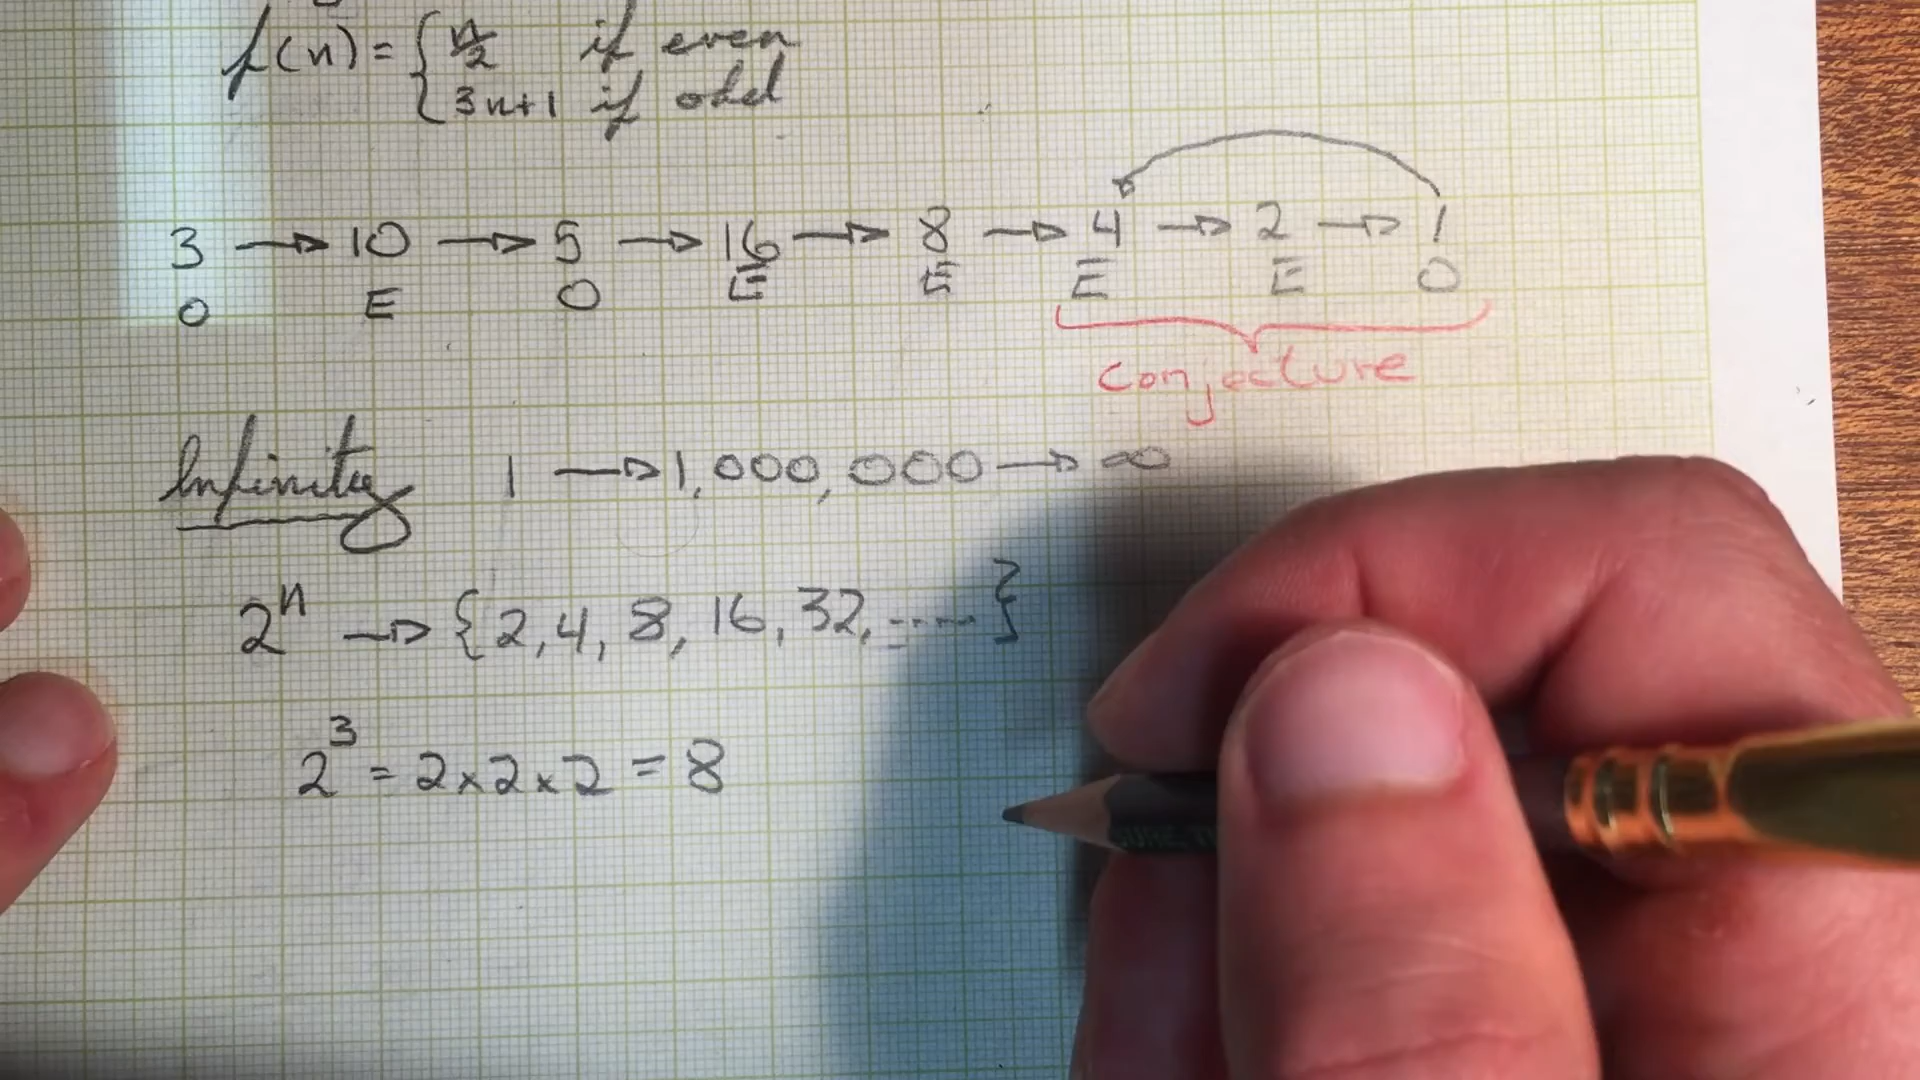 f(n) = { n/2 if even
3n+1 if odd
3 → 10 → 5 → 16 → 8 → 4 → 2 → 1
O E O E E E E O
Conjecture
Infinity 1 → 1,000,000 → ∞
2ⁿ → {2, 4, 8, 16, 32, ......}
2³ = 2 × 2 × 2 = 8